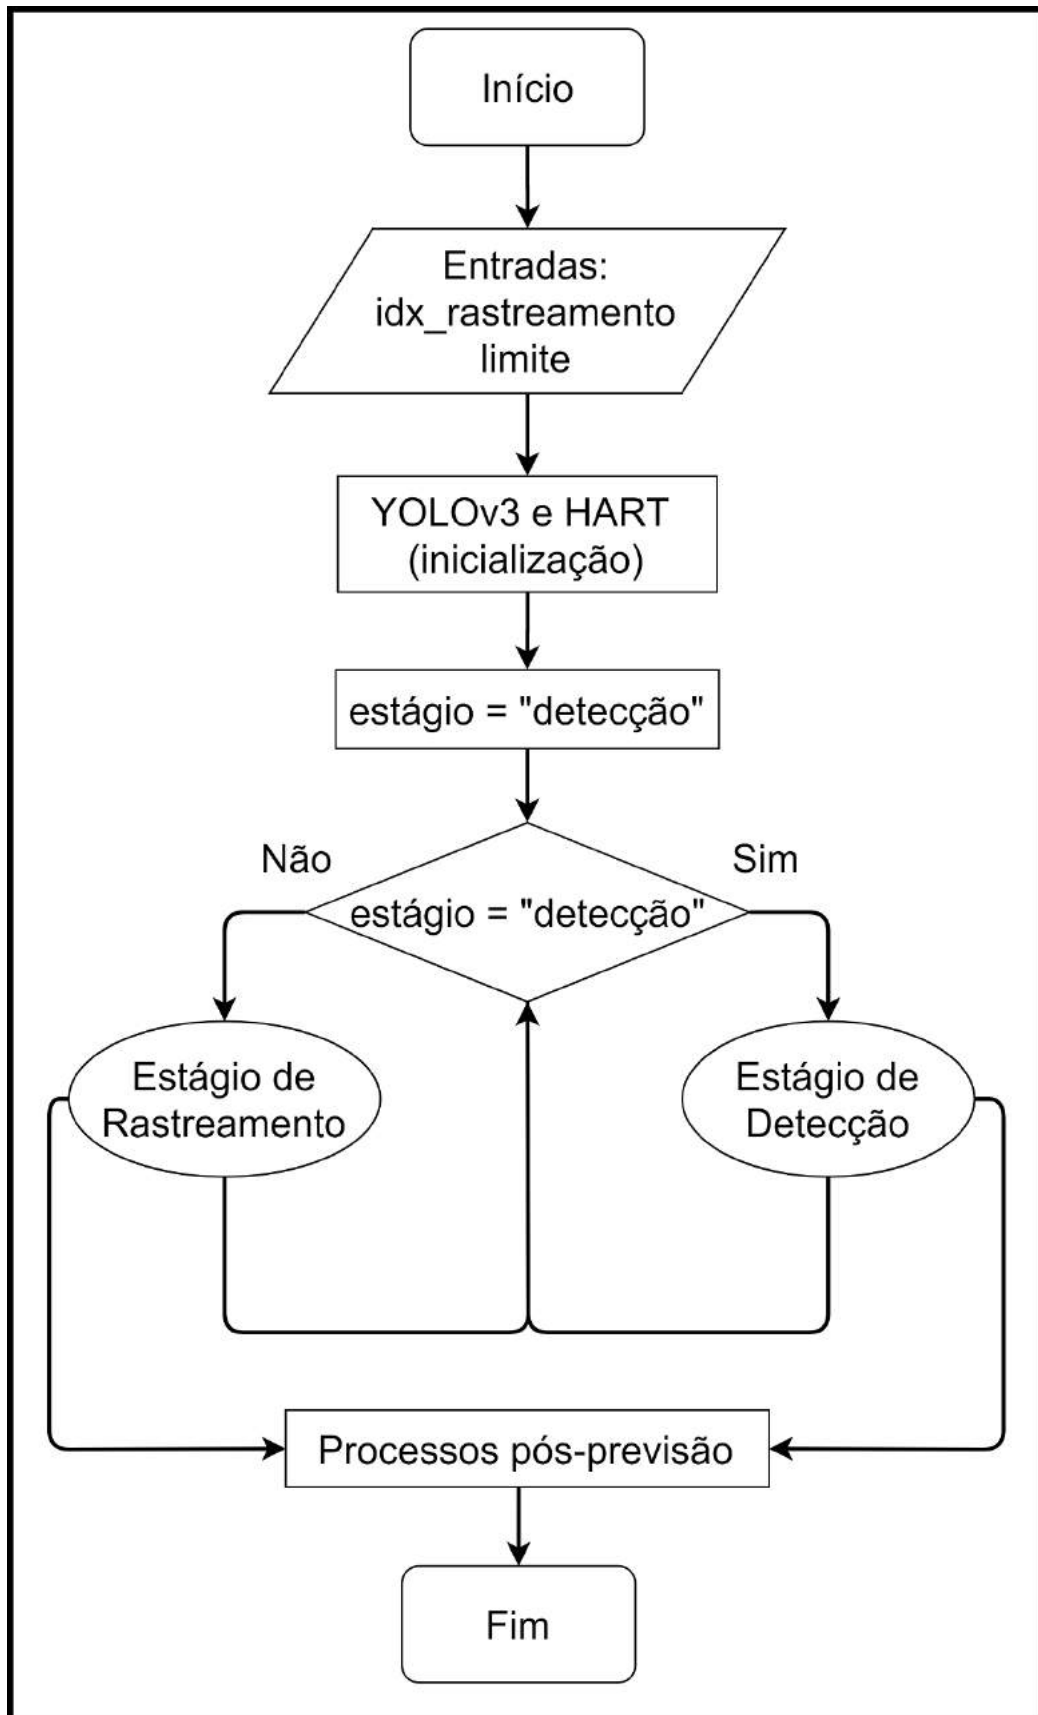 Início
Entradas:
idx_rastreamento
limite
YOLOv3 e HART
(inicialização)
estágio = "detecção"
Não
Sim
estágio = "detecção"
Estágio de
Rastreamento
Estágio de
Detecção
Processos pós-previsão
Fim